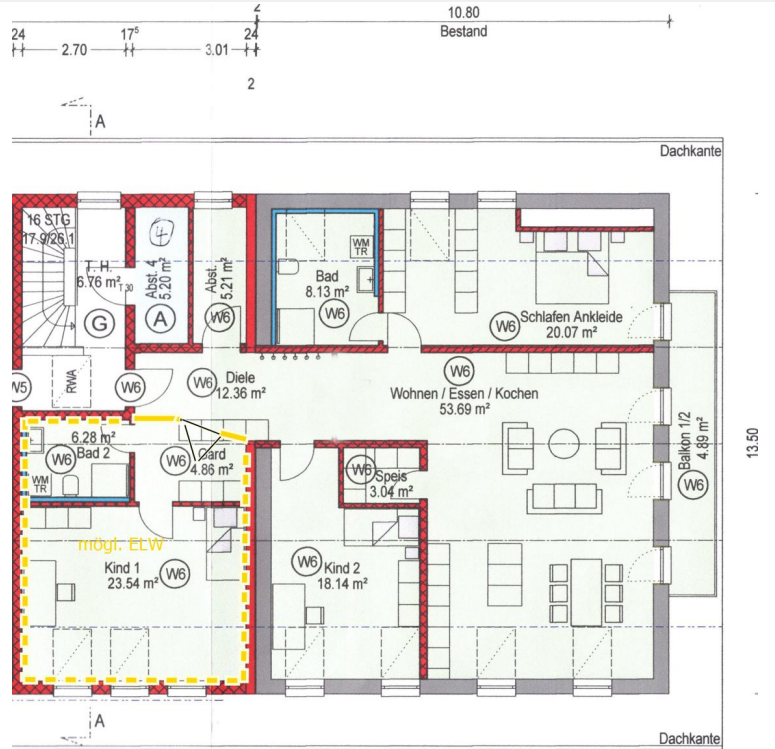 2
10.80
Bestand
24
17⁵
24
2.70
3.01
2
A
Dachkante
16 STG
17.9/26.1
T. H.
6.76 m²
T30
G
Abst. 4
5.20 m²
4
A
Abst.
5.21 m²
W6
WM
TR
Bad
8.13 m²
W6
Schlafen Ankleide
20.07 m²
W6
W5
RWA
W6
W6
Diele
12.36 m²
W6
Wohnen / Essen / Kochen
53.69 m²
Balkon 1/2
4.89 m²
W6
13.50
6.28 m²
Bad 2
W6
WM
TR
W6
Gard
4.86 m²
W6
Speis
3.04 m²
mögl. ELW
Kind 1
23.54 m²
W6
W6
Kind 2
18.14 m²
A
Dachkante